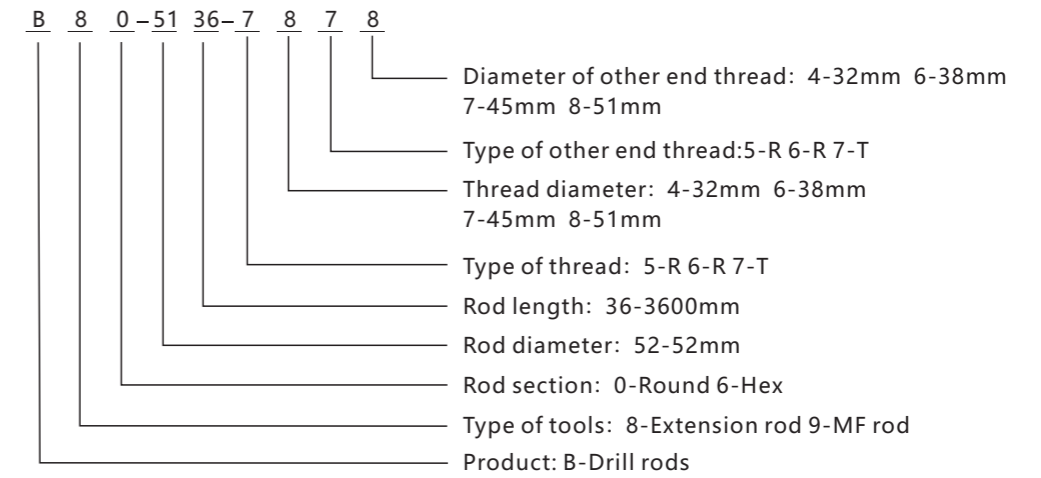 B 8 0-51 36-7 8 7 8
Diameter of other end thread: 4-32mm 6-38mm
7-45mm 8-51mm
Type of other end thread:5-R 6-R 7-T
Thread diameter: 4-32mm 6-38mm
7-45mm 8-51mm
Type of thread: 5-R 6-R 7-T
Rod length: 36-3600mm
Rod diameter: 52-52mm
Rod section: 0-Round 6-Hex
Type of tools: 8-Extension rod 9-MF rod
Product: B-Drill rods